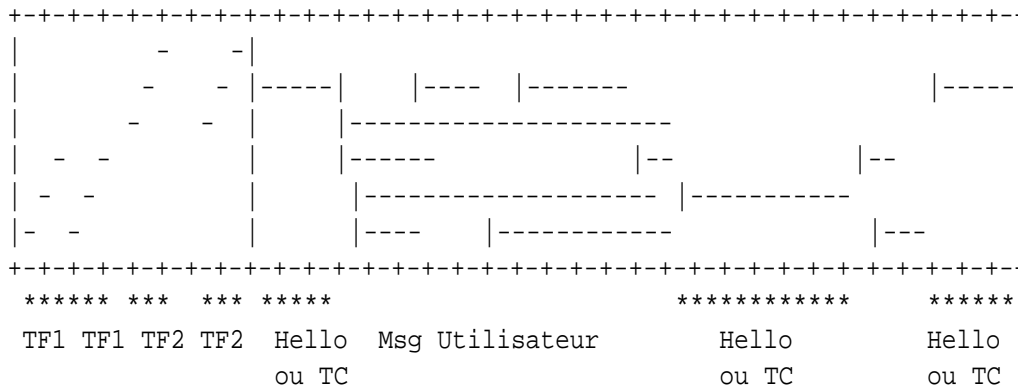 TF1 TF1 TF2 TF2 Hello Msg Utilisateur Hello Hello
ou TC ou TC ou TC